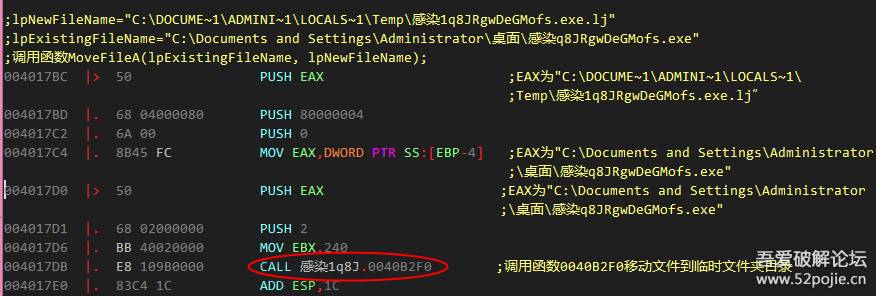 ;lpNewFileName="C:\DOCUME~1\ADMINI~1\LOCALS~1\Temp\感染1q8JRgwDeGMofs.exe.lj"
;lpExistingFileName="C:\Documents and Settings\Administrator\桌面\感染q8JRgwDeGMofs.exe"
;调用函数MoveFileA(lpExistingFileName, lpNewFileName);
004017BC |> 50 PUSH EAX ;EAX为"C:\DOCUME~1\ADMINI~1\LOCALS~1\
;Temp\感染1q8JRgwDeGMofs.exe.lj"
004017BD |. 68 04000080 PUSH 80000004
004017C2 |. 6A 00 PUSH 0
004017C4 |. 8B45 FC MOV EAX,DWORD PTR SS:[EBP-4] ;EAX为"C:\Documents and Settings\Administrator
;\桌面\感染q8JRgwDeGMofs.exe"
004017D0 |> 50 PUSH EAX ;EAX为"C:\Documents and Settings\Administrator
;\桌面\感染q8JRgwDeGMofs.exe"
004017D1 |. 68 02000000 PUSH 2
004017D6 |. BB 40020000 MOV EBX,240
004017DB |. E8 109B0000 CALL 感染1q8J.0040B2F0 ;调用函数0040B2F0移动文件到临时文件夹目录
004017E0 |. 83C4 1C ADD ESP,1C
吾爱破解论坛
www.52pojie.cn